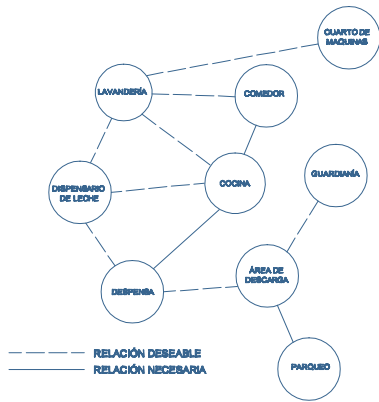 CUARTO DE
MAQUINAS
LAVANDERÍA
COMEDOR
GUARDIANÍA
COCINA
DISPENSARIO
DE LECHE
ÁREA DE
DESCARGA
DESPENSA
RELACIÓN DESEABLE
RELACIÓN NECESARIA
PARQUEO